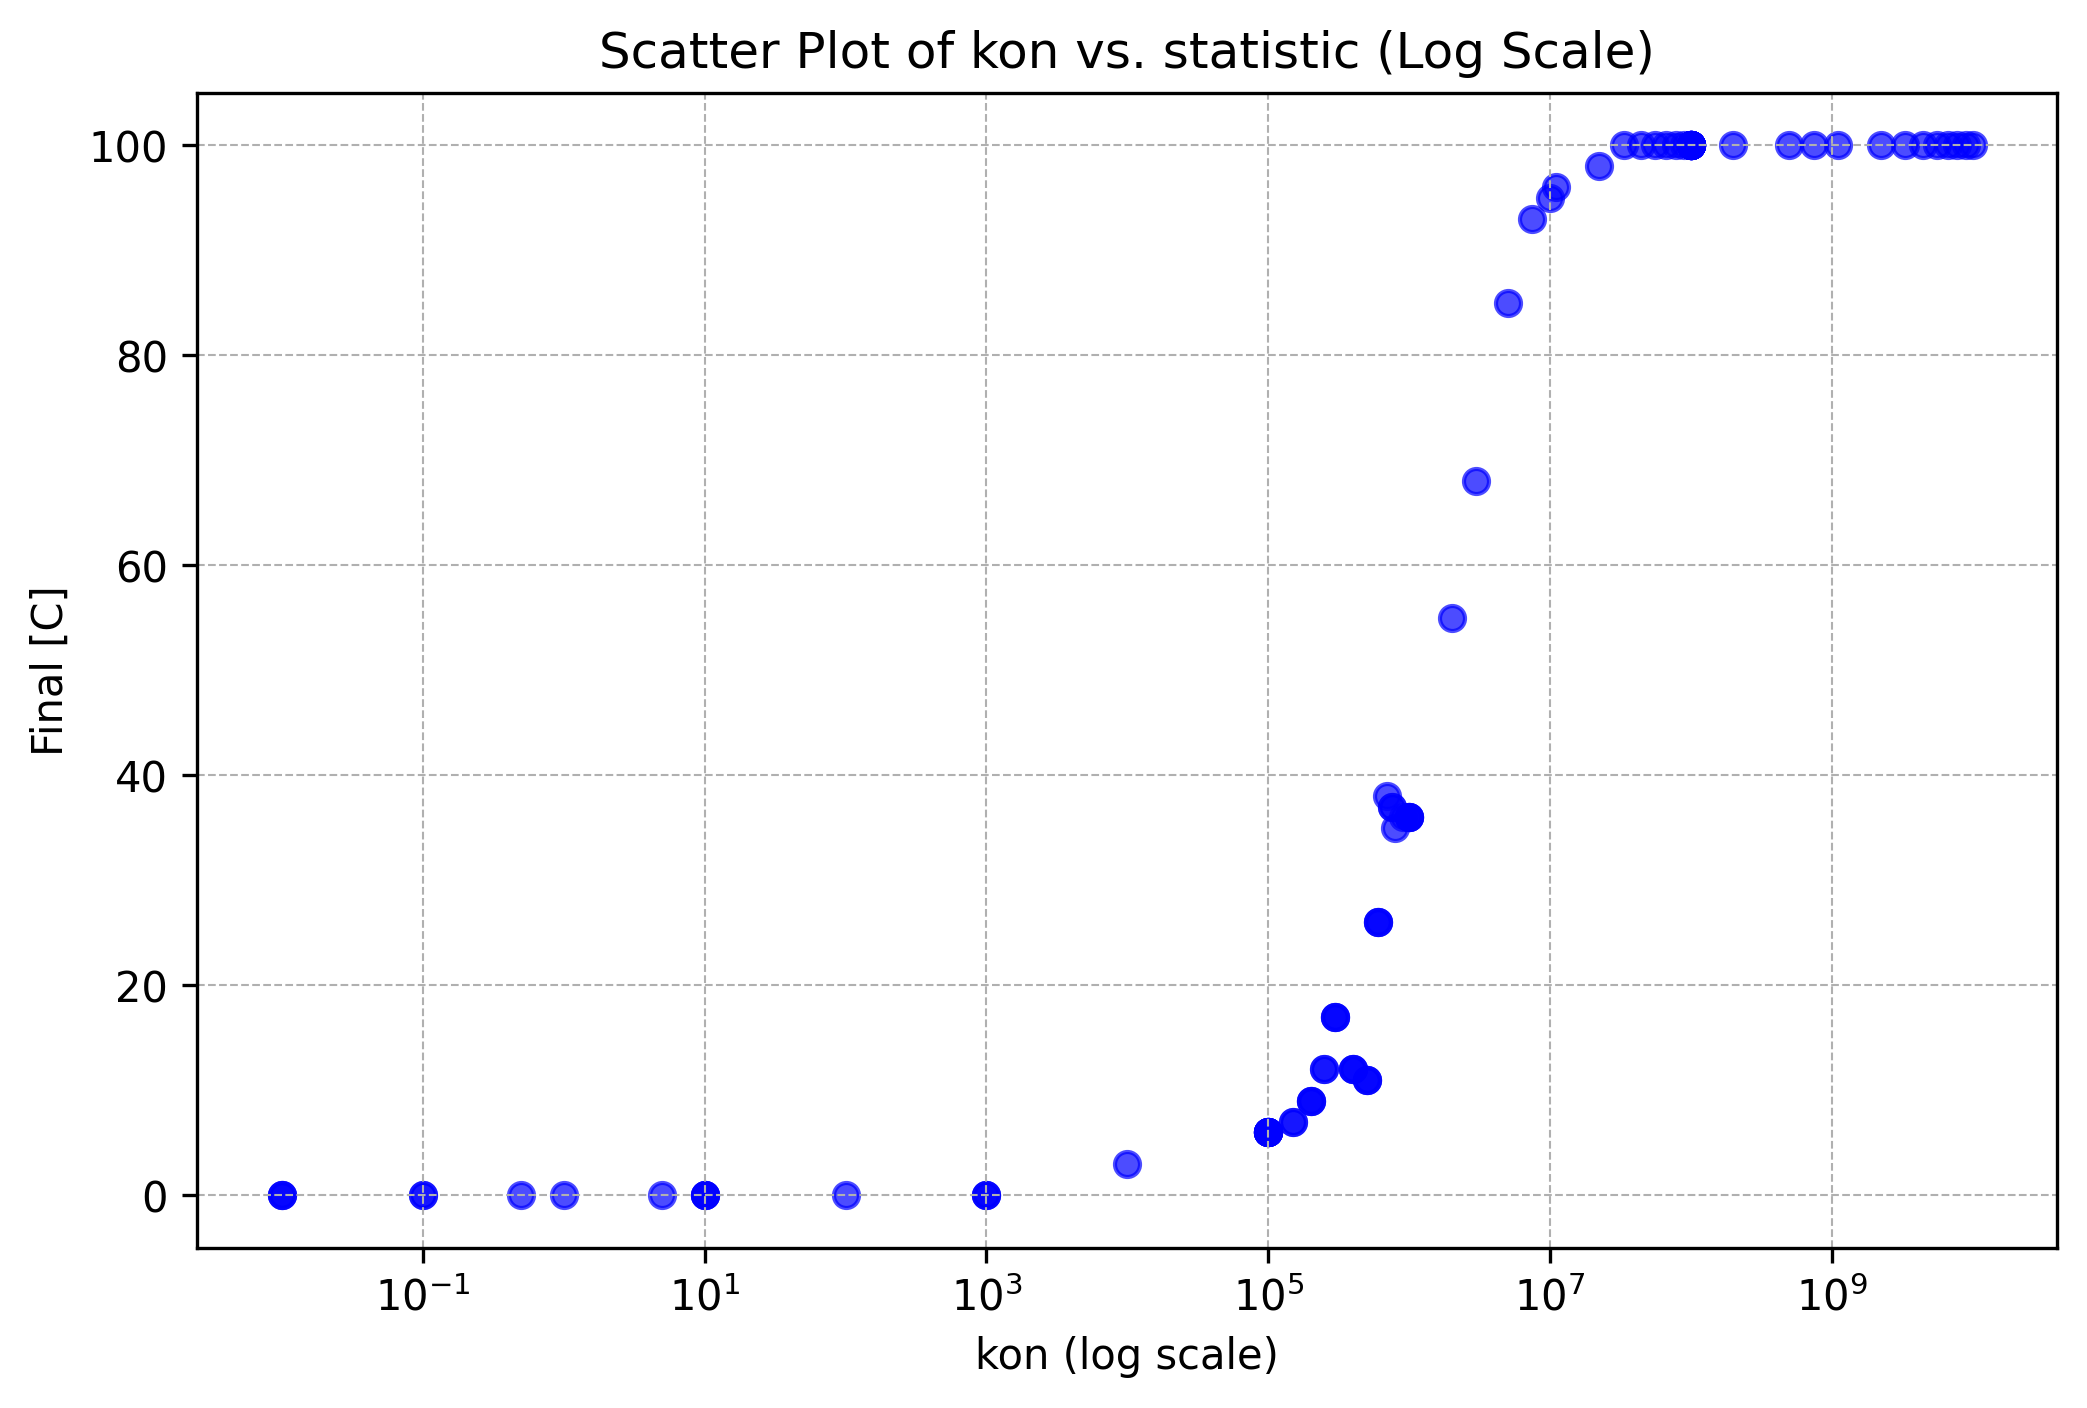 Scatter Plot of kon vs. statistic (Log Scale)
Final [C]
100
80
60
40
20
0
10⁻¹ 10¹ 10³ 10⁵ 10⁷ 10⁹
kon (log scale)